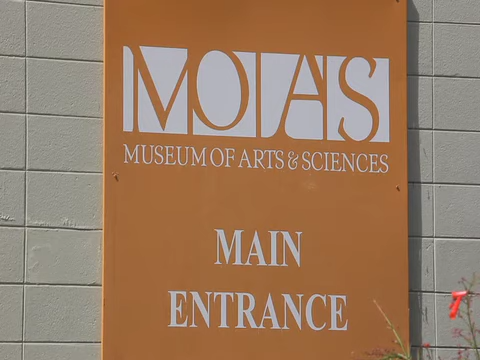 MOAS
MUSEUM OF ARTS & SCIENCES
MAIN
ENTRANCE